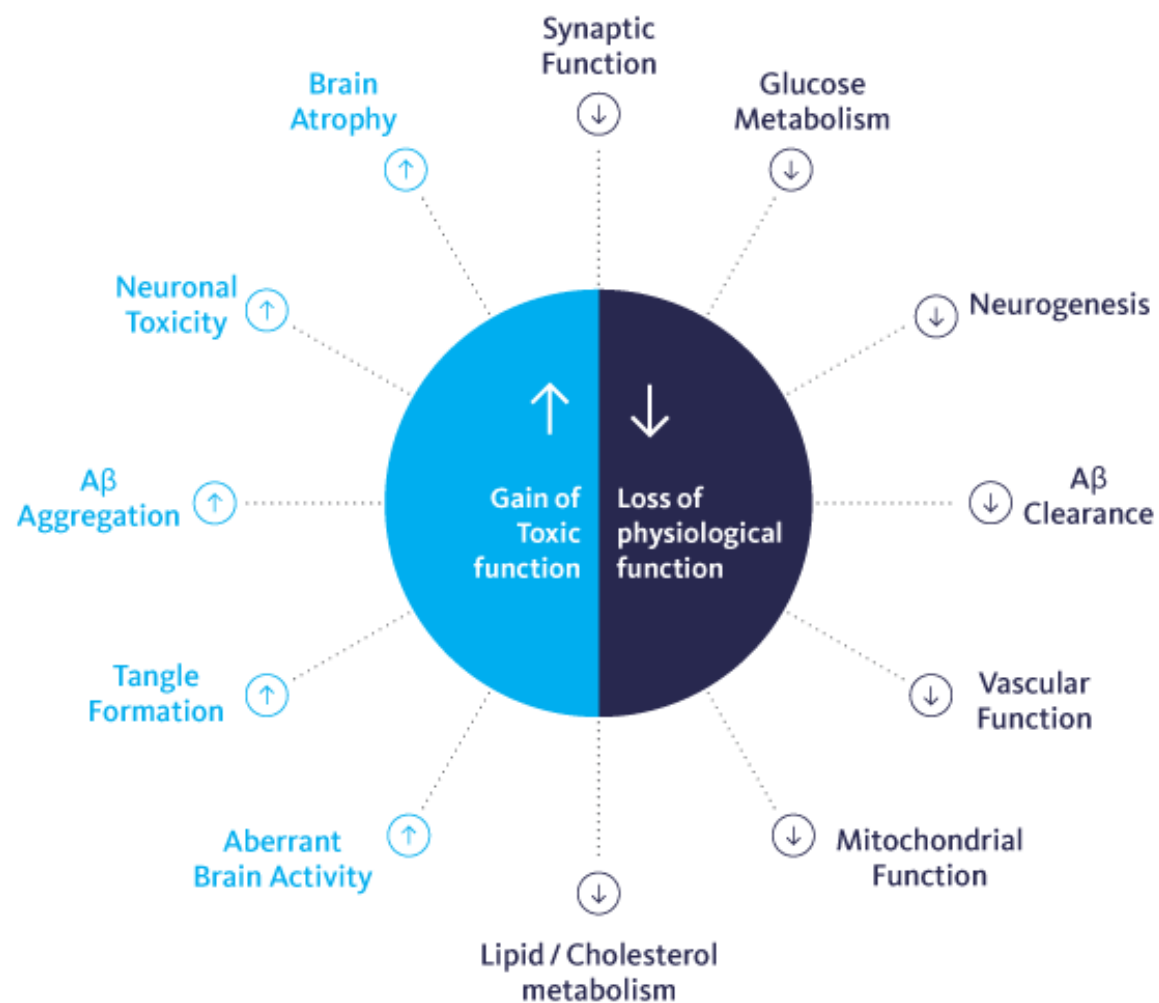 Synaptic
Function
Glucose
Metabolism
Neurogenesis
Aβ
Clearance
Vascular
Function
Mitochondrial
Function
Lipid / Cholesterol
metabolism
Aberrant
Brain Activity
Tangle
Formation
Aβ
Aggregation
Neuronal
Toxicity
Brain
Atrophy
Gain of
Toxic
function
Loss of
physiological
function